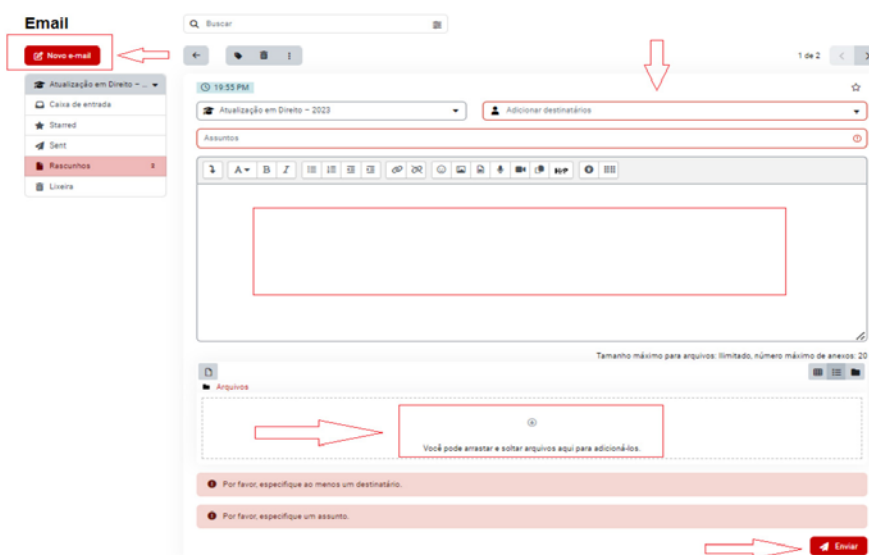 Email
Buscar
Novo e-mail
1 de 2
Atualização em Direito - ...
Caixa de entrada
Starred
Sent
Rascunhos
Lixeira
19:55 PM
Atualização em Direito - 2023
Adicionar destinatários
Assuntos
A B I
H5P
Tamanho máximo para arquivos: Ilimitado, número máximo de anexos: 20
Arquivos
Você pode arrastar e soltar arquivos aqui para adicioná-los.
Por favor, especifique ao menos um destinatário.
Por favor, especifique um assunto.
Enviar